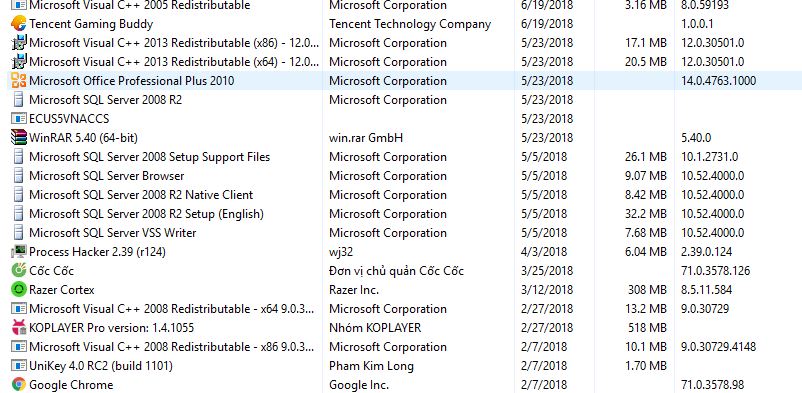 Microsoft Visual C++ 2005 Redistributable Microsoft Corporation 6/19/2018 3.16 MB 8.0.59193
Tencent Gaming Buddy Tencent Technology Company 6/19/2018 1.0.0.1
Microsoft Visual C++ 2013 Redistributable (x86) - 12.0... Microsoft Corporation 5/23/2018 17.1 MB 12.0.30501.0
Microsoft Visual C++ 2013 Redistributable (x64) - 12.0... Microsoft Corporation 5/23/2018 20.5 MB 12.0.30501.0
Microsoft Office Professional Plus 2010 Microsoft Corporation 5/23/2018 14.0.4763.1000
Microsoft SQL Server 2008 R2 Microsoft Corporation 5/23/2018
ECUS5VNACCS 5/23/2018
WinRAR 5.40 (64-bit) win.rar GmbH 5/23/2018 5.40.0
Microsoft SQL Server 2008 Setup Support Files Microsoft Corporation 5/5/2018 26.1 MB 10.1.2731.0
Microsoft SQL Server Browser Microsoft Corporation 5/5/2018 9.07 MB 10.52.4000.0
Microsoft SQL Server 2008 R2 Native Client Microsoft Corporation 5/5/2018 8.42 MB 10.52.4000.0
Microsoft SQL Server 2008 R2 Setup (English) Microsoft Corporation 5/5/2018 32.2 MB 10.52.4000.0
Microsoft SQL Server VSS Writer Microsoft Corporation 5/5/2018 7.68 MB 10.52.4000.0
Process Hacker 2.39 (r124) wj32 4/3/2018 6.04 MB 2.39.0.124
Cốc Cốc Đơn vị chủ quản Cốc Cốc 3/25/2018 71.0.3578.126
Razer Cortex Razer Inc. 3/12/2018 308 MB 8.5.11.584
Microsoft Visual C++ 2008 Redistributable - x64 9.0.3... Microsoft Corporation 2/27/2018 13.2 MB 9.0.30729
KOPLAYER Pro version: 1.4.1055 Nhóm KOPLAYER 2/27/2018 518 MB
Microsoft Visual C++ 2008 Redistributable - x86 9.0.3... Microsoft Corporation 2/7/2018 10.1 MB 9.0.30729.4148
UniKey 4.0 RC2 (build 1101) Pham Kim Long 2/7/2018 1.70 MB
Google Chrome Google Inc. 2/7/2018 71.0.3578.98